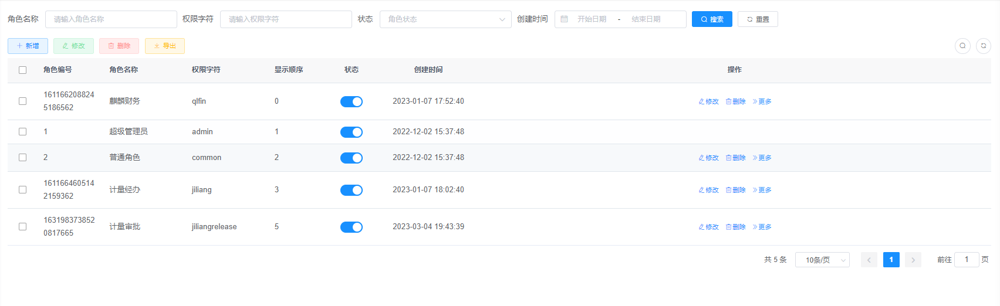 角色名称 请输入角色名称 权限字符 请输入权限字符 状态 角色状态 创建时间 开始日期 - 结束日期 搜索 重置
新增 修改 删除 导出
角色编号 角色名称 权限字符 显示顺序 状态 创建时间 操作
161166208824
5186562 麒麟财务 qlfin 0 2023-01-07 17:52:40 修改 删除 更多
1 超级管理员 admin 1 2022-12-02 15:37:48
2 普通角色 common 2 2022-12-02 15:37:48 修改 删除 更多
161166460514
2159362 计量经办 jiliang 3 2023-01-07 18:02:40 修改 删除 更多
163198373852
0817665 计量审批 jiliangrelease 5 2023-03-04 19:43:39 修改 删除 更多
共 5 条 10条/页 1 前往 1 页